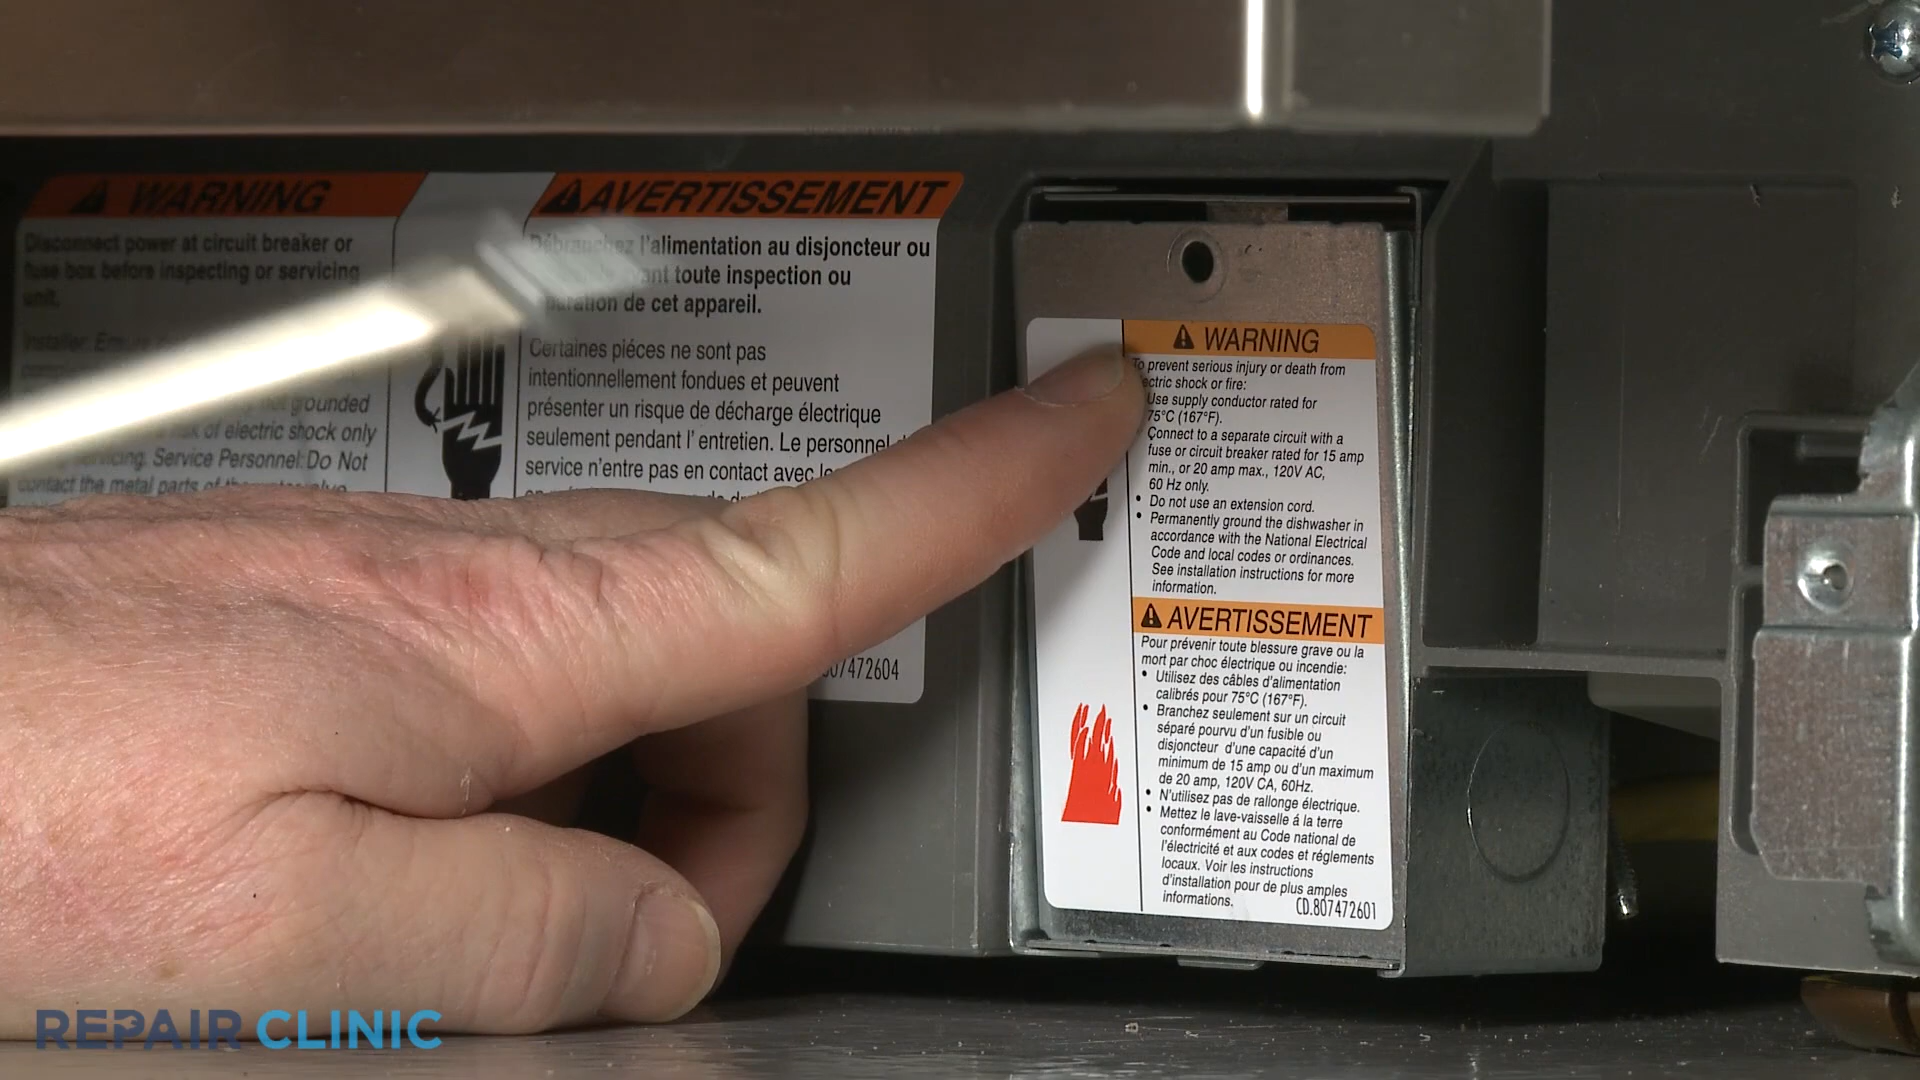 WARNING
Disconnect power at circuit breaker or
fuse box before inspecting or servicing
unit.
Installer: Ensure
not grounded
risk of electric shock only
servicing. Service Personnel: Do Not
contact the metal parts of the
AVERTISSEMENT
Débranchez l'alimentation au disjoncteur ou
toute inspection ou
de cet appareil.
Certaines piéces ne sont pas
intentionnellement fondues et peuvent
présenter un risque de décharge électrique
seulement pendant l' entretien. Le personnel
service n'entre pas en contact avec
807472604
WARNING
To prevent serious injury or death from
electric shock or fire:
Use supply conductor rated for
75°C (167°F).
Connect to a separate circuit with a
fuse or circuit breaker rated for 15 amp
min., or 20 amp max., 120V AC,
60 Hz only.
• Do not use an extension cord.
• Permanently ground the dishwasher in
accordance with the National Electrical
Code and local codes or ordinances.
See installation instructions for more
information.
AVERTISSEMENT
Pour prévenir toute blessure grave ou la
mort par choc électrique ou incendie:
• Utilisez des câbles d'alimentation
calibrés pour 75°C (167°F).
• Branchez seulement sur un circuit
séparé pourvu d'un fusible ou
disjoncteur d'une capacité d'un
minimum de 15 amp ou d'un maximum
de 20 amp, 120V CA, 60Hz.
• N'utilisez pas de rallonge électrique.
• Mettez le lave-vaisselle á la terre
conformément au Code national de
l'électricité et aux codes et réglements
locaux. Voir les instructions
d'installation pour de plus amples
informations.
CD.807472601
REPAIR CLINIC